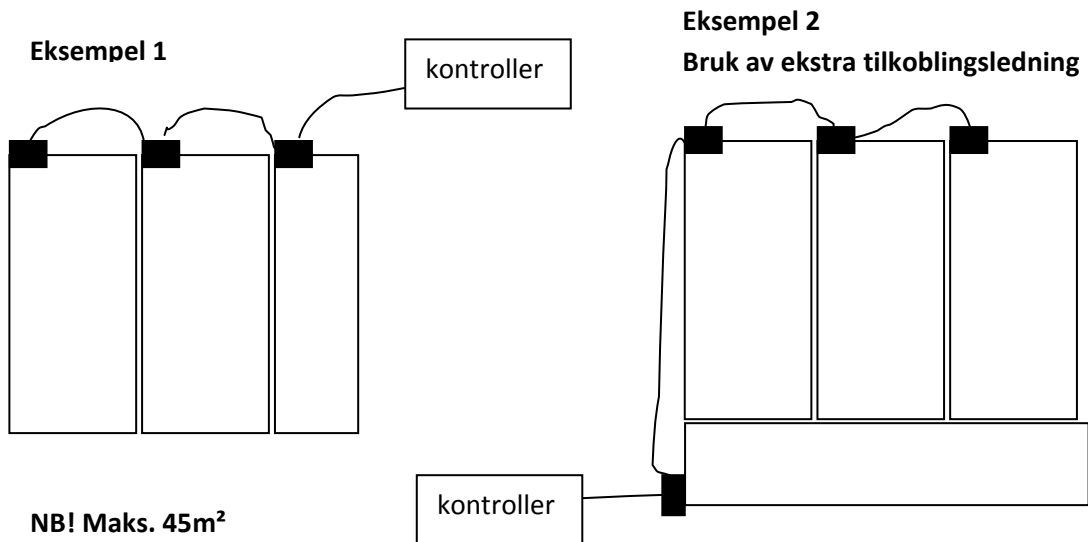 Eksempel 1
kontroller
Eksempel 2
Bruk av ekstra tilkoblingsledning
kontroller
NB! Maks. 45m²